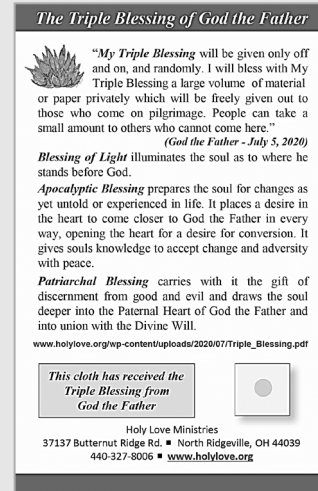 The Triple Blessing of God the Father
“My Triple Blessing will be given only off
and on, and randomly. I will bless with My
Triple Blessing a large volume of material
or paper privately which will be freely given out to
those who come on pilgrimage. People can take a
small amount to others who cannot come here.”
(God the Father - July 5, 2020)
Blessing of Light illuminates the soul as to where he
stands before God.
Apocalyptic Blessing prepares the soul for changes as
yet untold or experienced in life. It places a desire in
the heart to come closer to God the Father in every
way, opening the heart for a desire for conversion. It
gives souls knowledge to accept change and adversity
with peace.
Patriarchal Blessing carries with it the gift of
discernment from good and evil and draws the soul
deeper into the Paternal Heart of God the Father and
into union with the Divine Will.
www.holylove.org/wp-content/uploads/2020/07/Triple_Blessing.pdf
This cloth has received the
Triple Blessing from
God the Father
Holy Love Ministries
37137 Butternut Ridge Rd. ■ North Ridgeville, OH 44039
440-327-8006 ■ www.holylove.org